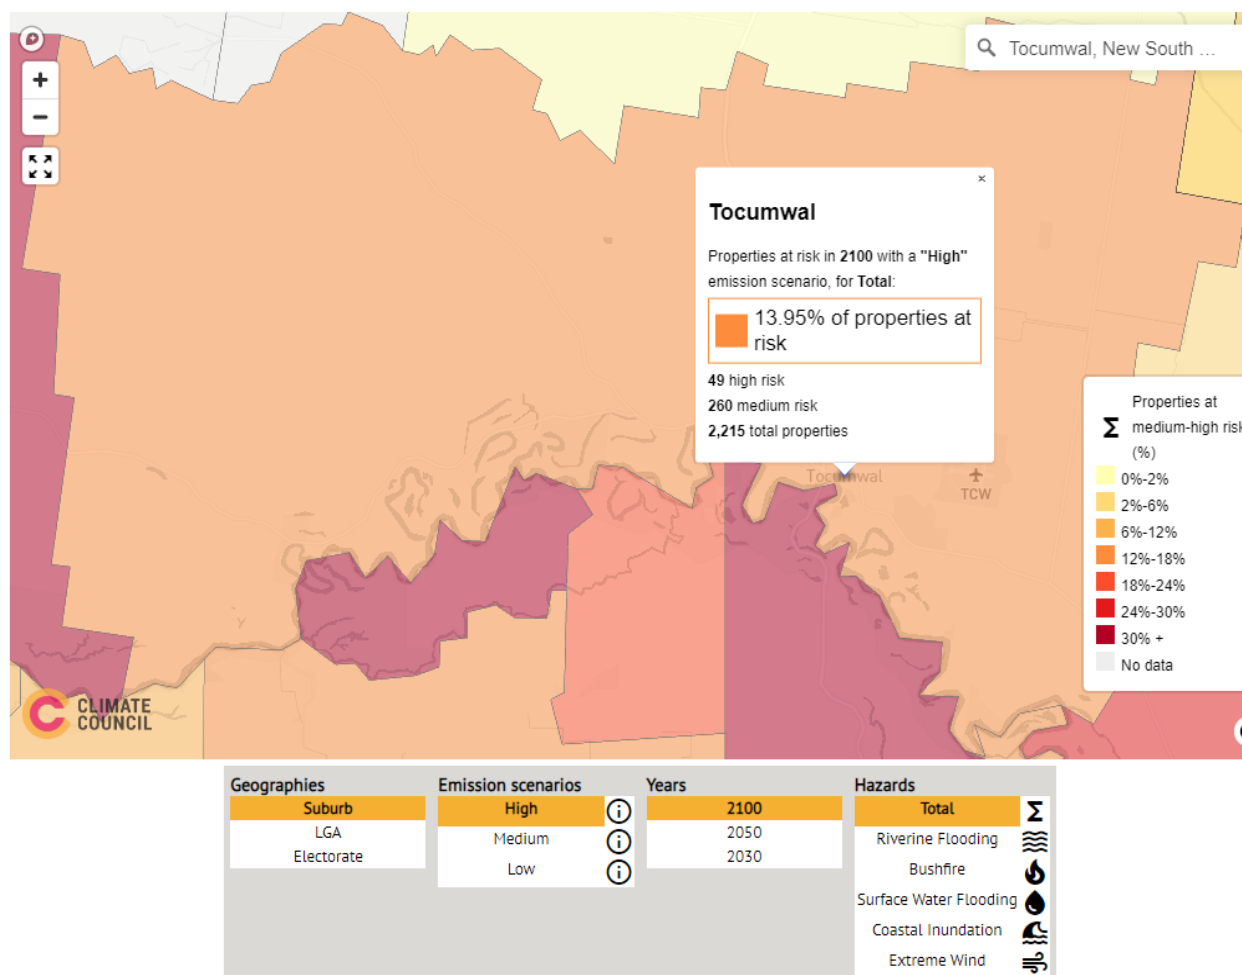 Tocumwal, New South …
+
−
×
Tocumwal
Properties at risk in 2100 with a "High"
emission scenario, for Total:
13.95% of properties at
risk
49 high risk
260 medium risk
2,215 total properties
Tocumwal
TCW
Properties at
Σ medium-high risk
(%)
0%-2%
2%-6%
6%-12%
12%-18%
18%-24%
24%-30%
30% +
No data
CLIMATE
COUNCIL
Geographies
Suburb
LGA
Electorate
Emission scenarios
High
Medium
Low
Years
2100
2050
2030
Hazards
Total Σ
Riverine Flooding
Bushfire
Surface Water Flooding
Coastal Inundation
Extreme Wind